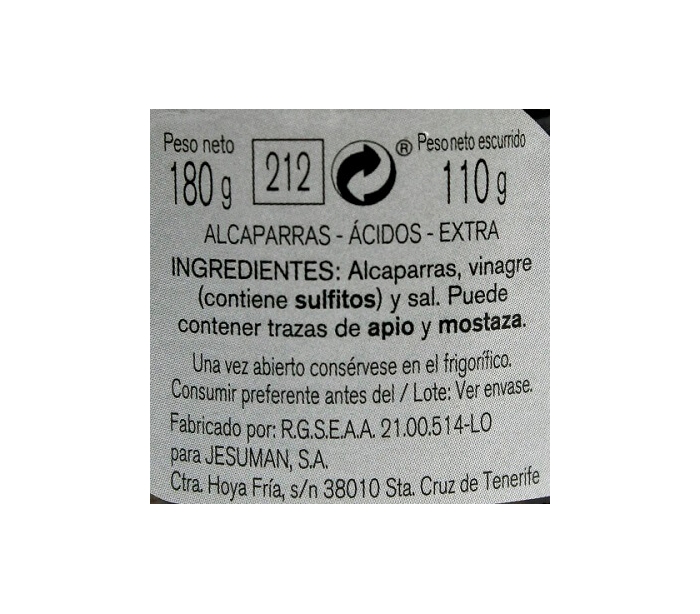 Peso neto 212 ® Peso neto escurrido
180 g 110 g
ALCAPARRAS - ÁCIDOS - EXTRA
INGREDIENTES: Alcaparras, vinagre
(contiene sulfitos) y sal. Puede
contener trazas de apio y mostaza.
Una vez abierto consérvese en el frigorífico.
Consumir preferente antes del / Lote: Ver envase.
Fabricado por: R.G.S.E.A.A. 21.00.514-LO
para JESUMAN, S.A.
Ctra. Hoya Fría, s/n 38010 Sta. Cruz de Tenerife